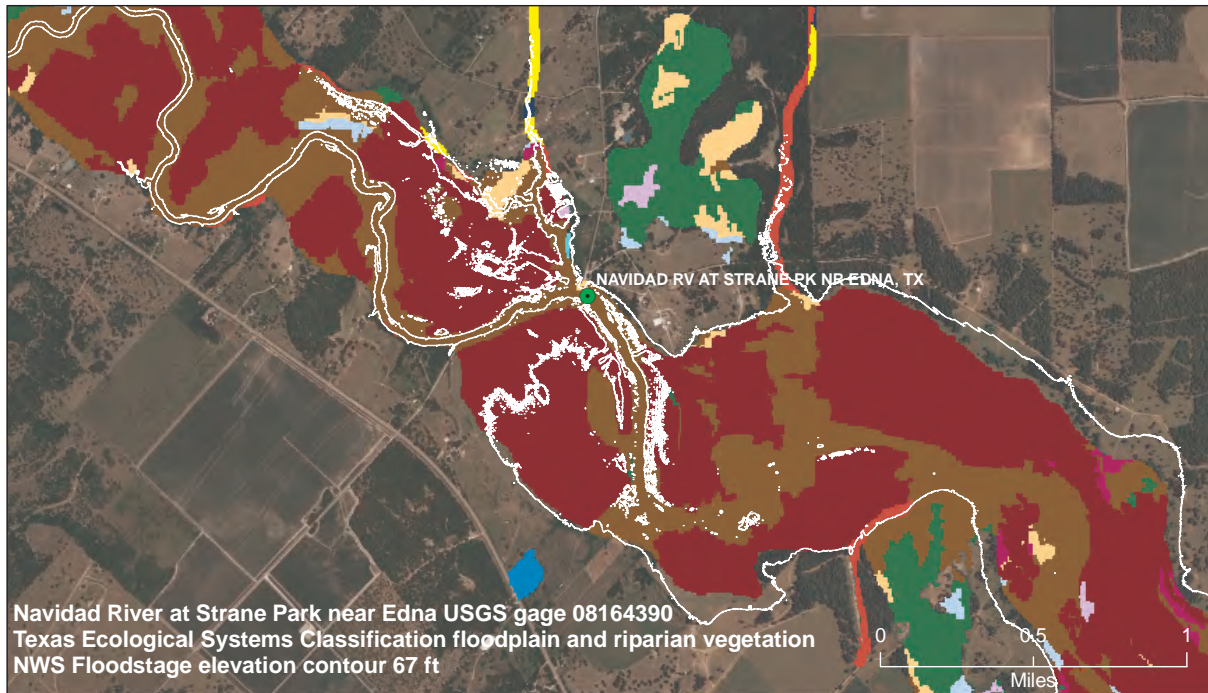 NAVIDAD RV AT STRANE PK NR EDNA, TX
Navidad River at Strane Park near Edna USGS gage 08164390
Texas Ecological Systems Classification floodplain and riparian vegetation
NWS Floodstage elevation contour 67 ft
0 0.5 1
Miles